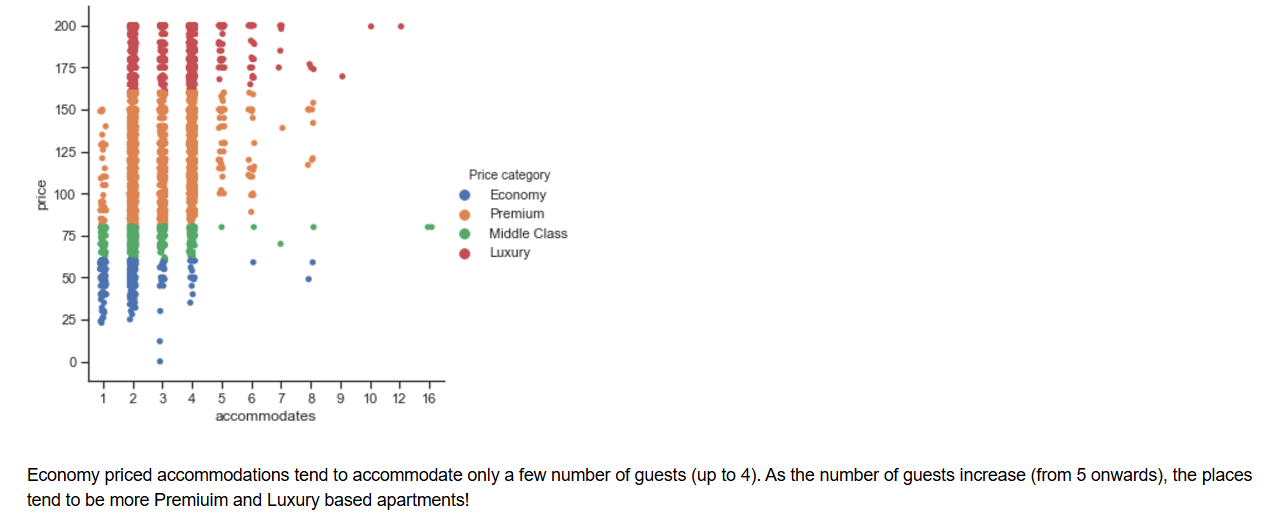 200
175
150
125
100
75
50
25
0
price
1 2 3 4 5 6 7 8 9 10 12 16
accommodates
Price category
Economy
Premium
Middle Class
Luxury
Economy priced accommodations tend to accommodate only a few number of guests (up to 4). As the number of guests increase (from 5 onwards), the places
tend to be more Premiuim and Luxury based apartments!